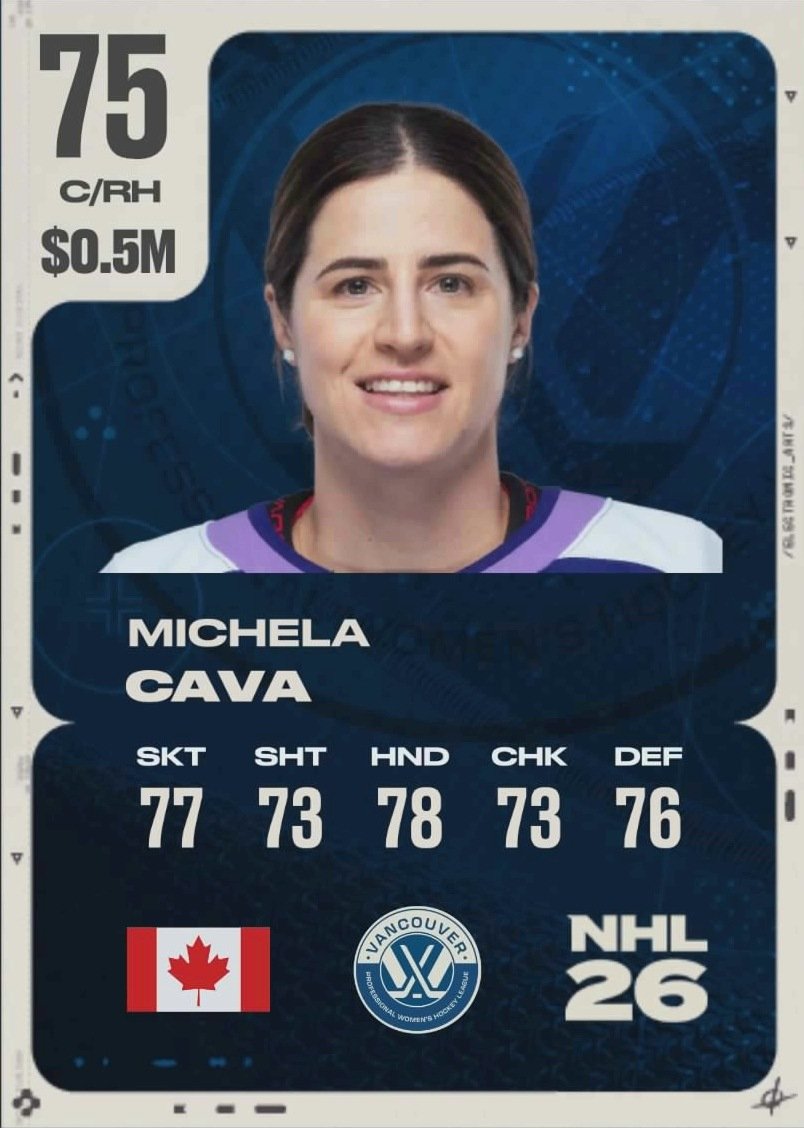 75
C/RH
$0.5M
MICHELA
CAVA
SKT SHT HND CHK DEF
77 73 78 73 76
VANCOUVER
PROFESSIONAL WOMEN'S HOCKEY LEAGUE
NHL
26